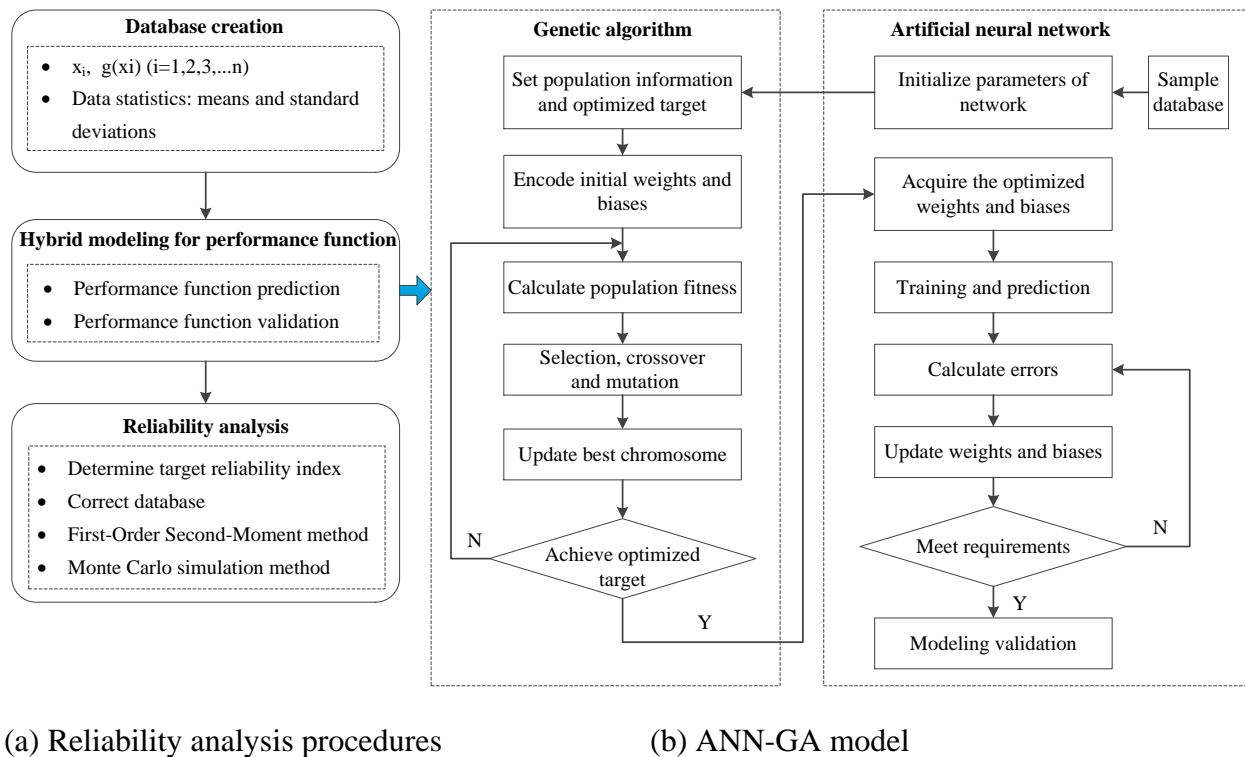 Database creation
• xi, g(xi) (i=1,2,3,...n)
• Data statistics: means and standard
deviations
Hybrid modeling for performance function
• Performance function prediction
• Performance function validation
Reliability analysis
• Determine target reliability index
• Correct database
• First-Order Second-Moment method
• Monte Carlo simulation method
Genetic algorithm
Set population information
and optimized target
Encode initial weights and
biases
Calculate population fitness
Selection, crossover
and mutation
Update best chromosome
N
Achieve optimized
target
Y
Artificial neural network
Initialize parameters
of network
Sample
database
Acquire the optimized
weights and biases
Training and prediction
Calculate errors
Update weights and biases
N
Meet requirements
Y
Modeling validation
(a) Reliability analysis procedures
(b) ANN-GA model